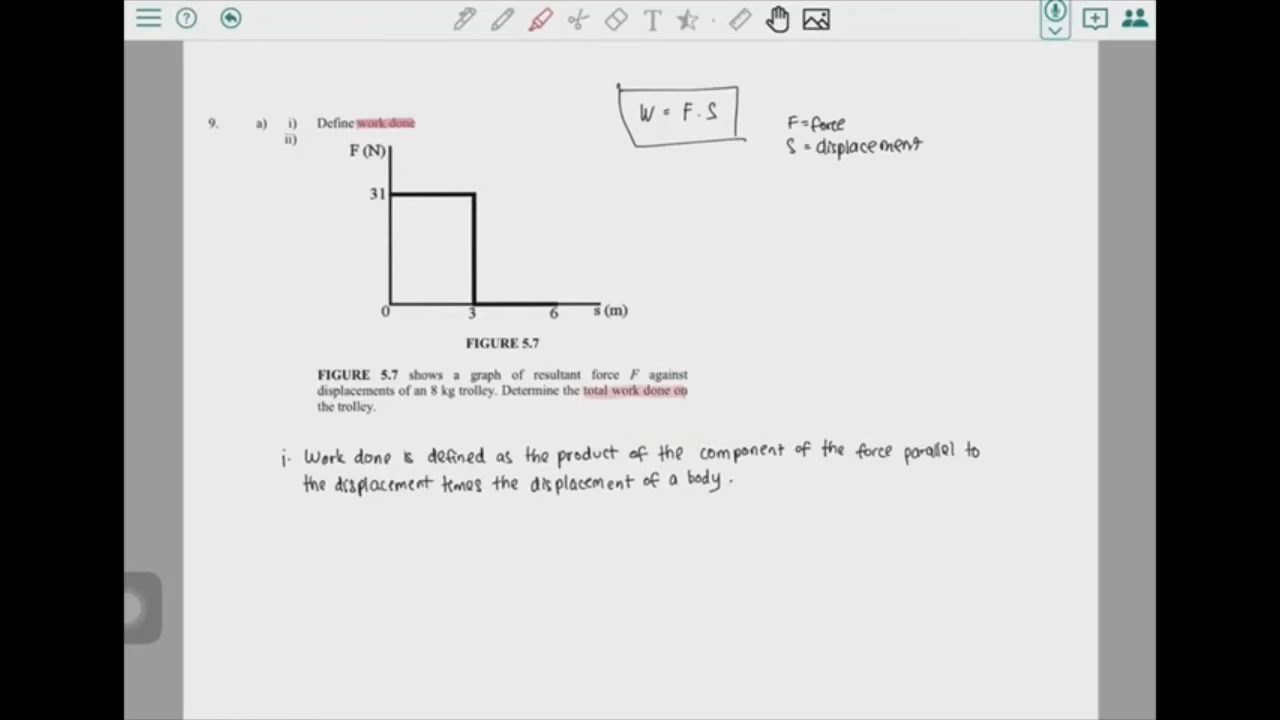 W = F . S
F = force
S = displacement
9. a) i) Define work done
ii)
F (N)
31
0 3 6 s (m)
FIGURE 5.7
FIGURE 5.7 shows a graph of resultant force F against
displacements of an 8 kg trolley. Determine the total work done on
the trolley.
i. Work done is defined as the product of the component of the force parallel to
the displacement times the displacement of a body.